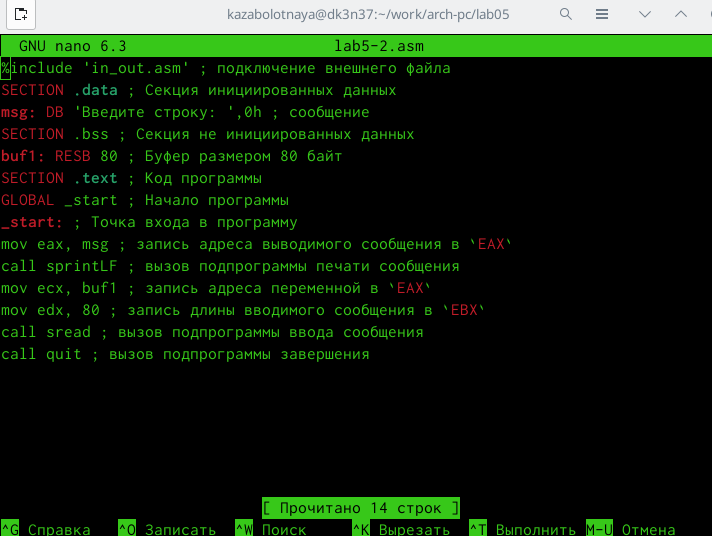 kazabolotnaya@dk3n37:~/work/arch-pc/lab05
GNU nano 6.3 lab5-2.asm
%include 'in_out.asm' ; подключение внешнего файла
SECTION .data ; Секция инициированных данных
msg: DB 'Введите строку: ',0h ; сообщение
SECTION .bss ; Секция не инициированных данных
buf1: RESB 80 ; Буфер размером 80 байт
SECTION .text ; Код программы
GLOBAL _start ; Начало программы
_start: ; Точка входа в программу
mov eax, msg ; запись адреса выводимого сообщения в `EAX`
call sprintLF ; вызов подпрограммы печати сообщения
mov ecx, buf1 ; запись адреса переменной в `EAX`
mov edx, 80 ; запись длины вводимого сообщения в `EBX`
call sread ; вызов подпрограммы ввода сообщения
call quit ; вызов подпрограммы завершения
[ Прочитано 14 строк ]
^G Справка ^O Записать ^W Поиск ^K Вырезать ^T Выполнить M-U Отмена